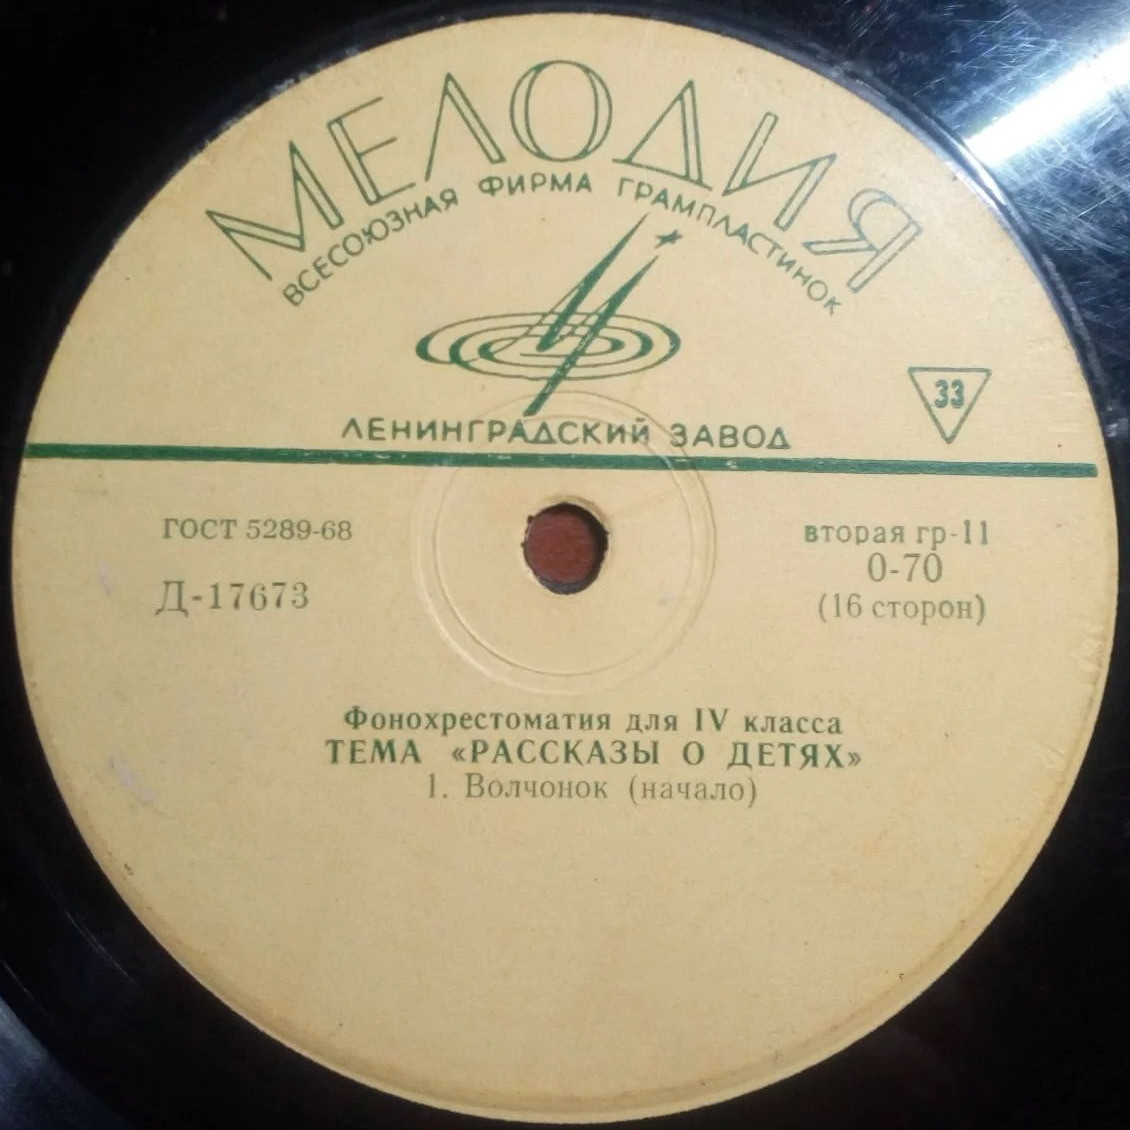 МЕЛОДИЯ
ВСЕСОЮЗНАЯ ФИРМА ГРАМПЛАСТИНОК
33
ЛЕНИНГРАДСКИЙ ЗАВОД
ГОСТ 5289-68
вторая гр-11
Д-17673
0-70
(16 сторон)
Фонохрестоматия для IV класса
ТЕМА «РАССКАЗЫ О ДЕТЯХ»
1. Волчонок (начало)